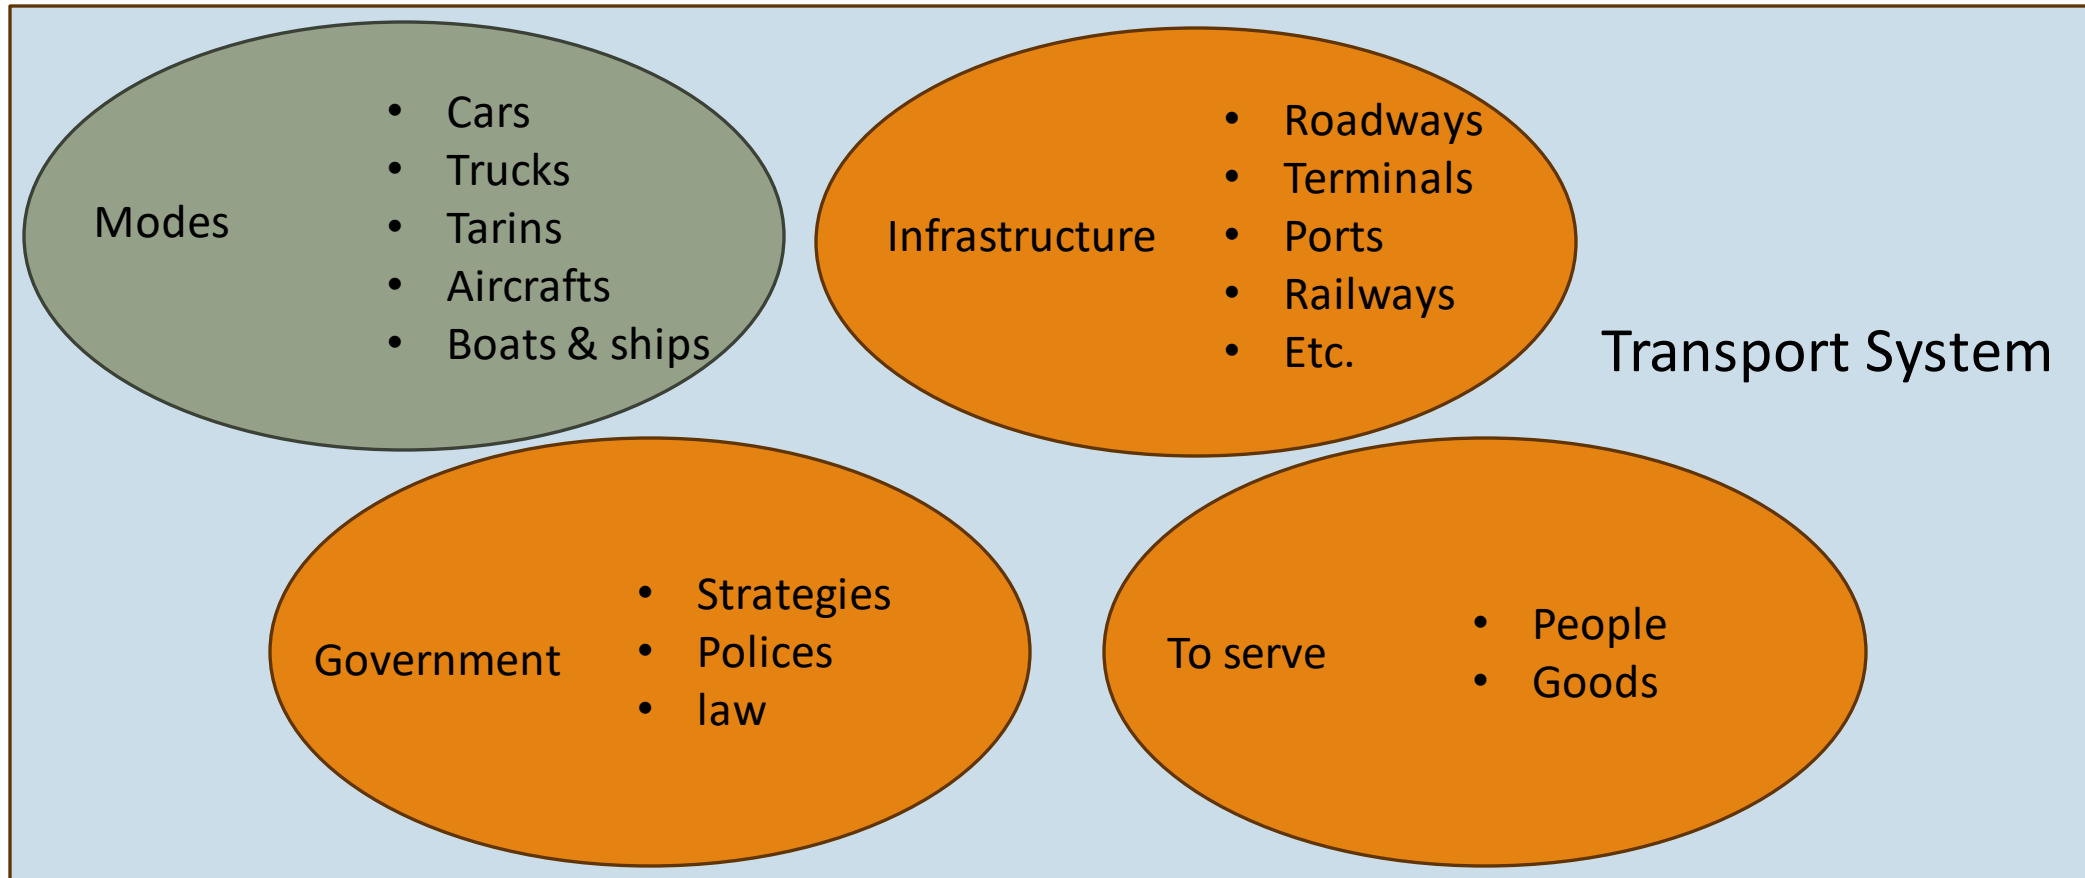 Modes
• Cars
• Trucks
• Tarins
• Aircrafts
• Boats & ships
Infrastructure
• Roadways
• Terminals
• Ports
• Railways
• Etc.
Transport System
Government
• Strategies
• Polices
• law
To serve
• People
• Goods